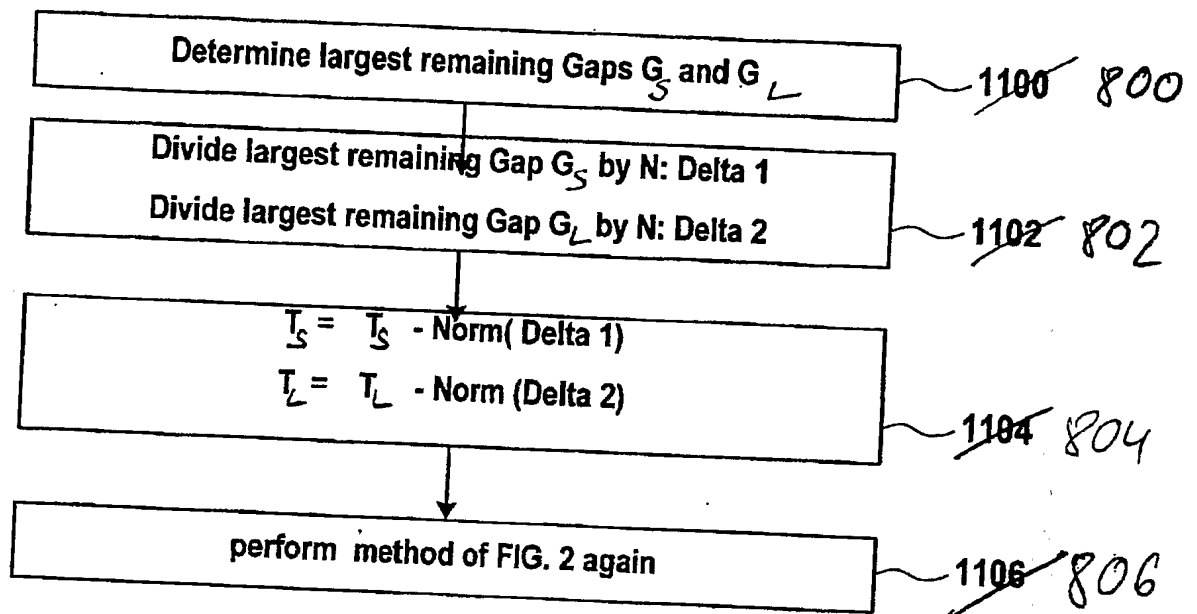 Determine largest remaining Gaps G_S and G_L
1100 800
Divide largest remaining Gap G_S by N: Delta 1
Divide largest remaining Gap G_L by N: Delta 2
1102 802
T_S = T_S - Norm( Delta 1)
T_L = T_L - Norm (Delta 2)
1104 804
perform method of FIG. 2 again
1106 806